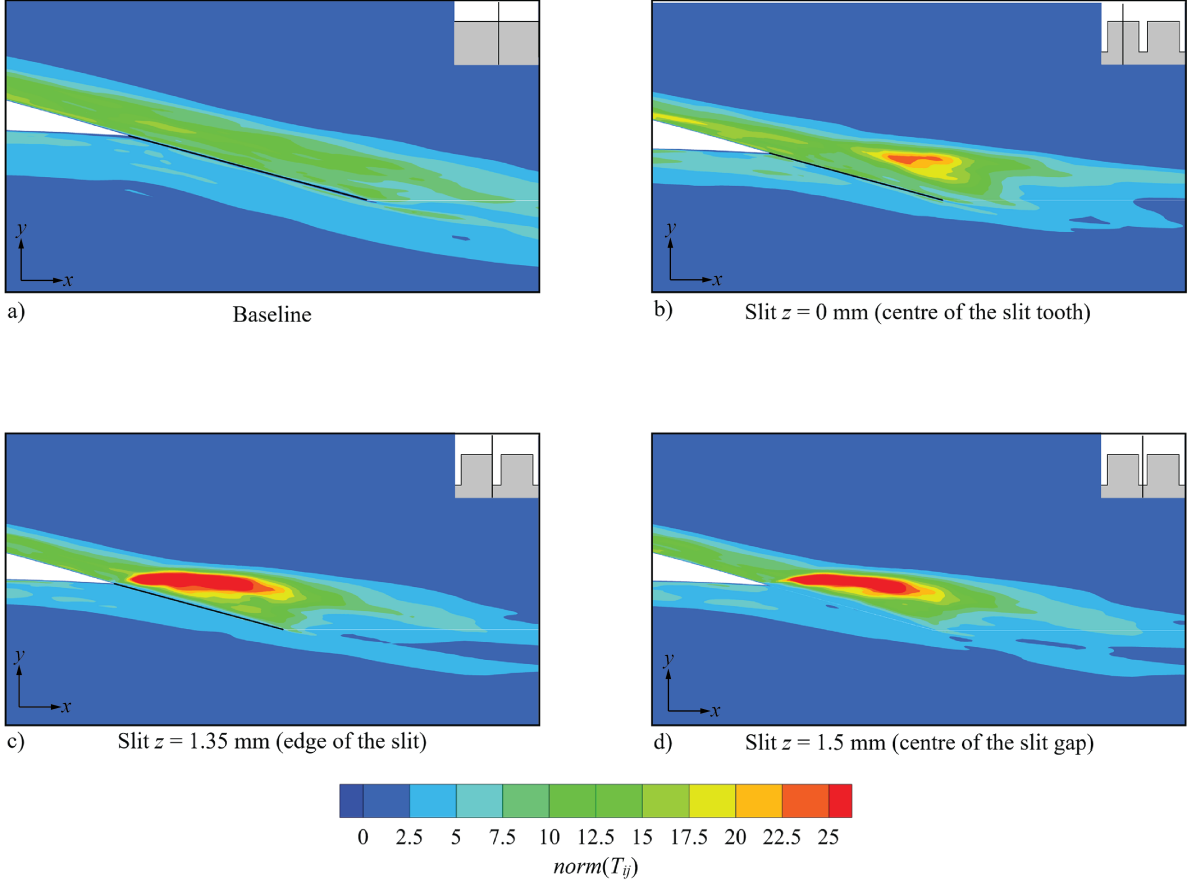 y
x
a)
Baseline
y
x
b)
Slit z = 0 mm (centre of the slit tooth)
y
x
c)
Slit z = 1.35 mm (edge of the slit)
y
x
d)
Slit z = 1.5 mm (centre of the slit gap)
0 2.5 5 7.5 10 12.5 15 17.5 20 22.5 25
norm(Tij)